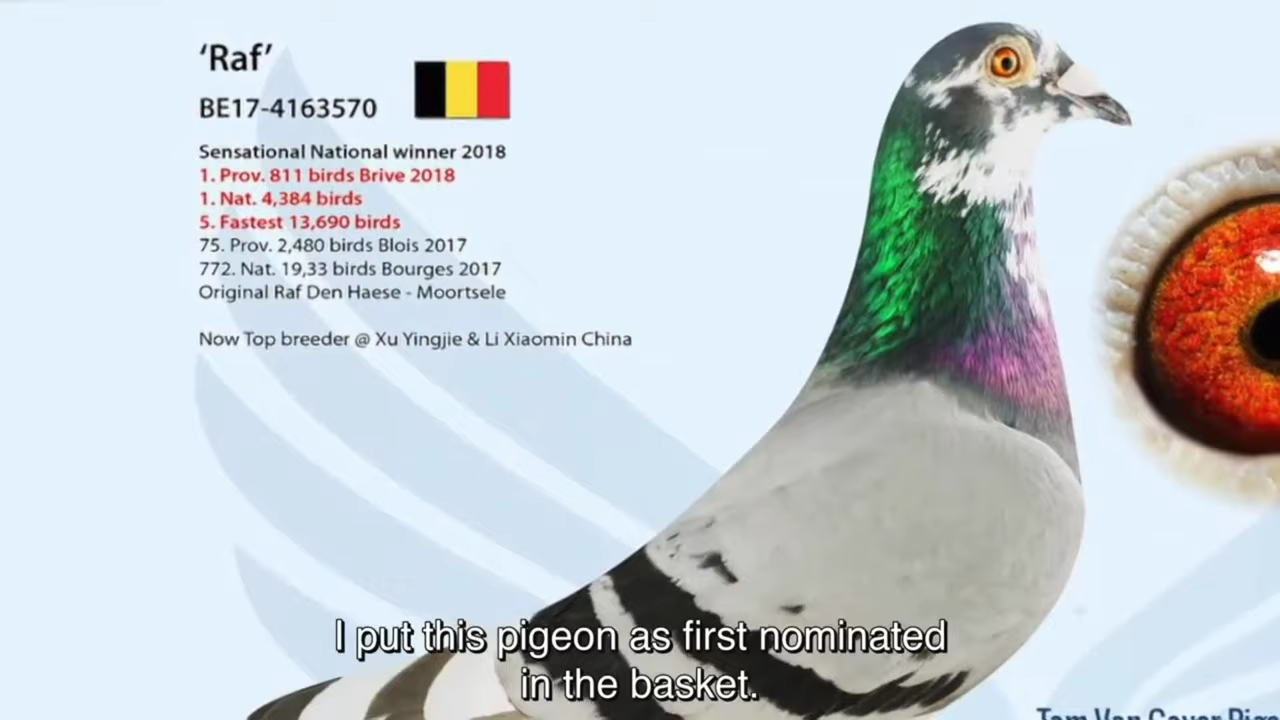 'Raf'
BE17-4163570
Sensational National winner 2018
1. Prov. 811 birds Brive 2018
1. Nat. 4,384 birds
5. Fastest 13,690 birds
75. Prov. 2,480 birds Blois 2017
772. Nat. 19,33 birds Bourges 2017
Original Raf Den Haese - Moortsele
Now Top breeder @ Xu Yingjie & Li Xiaomin China
I put this pigeon as first nominated
in the basket.
Tom Van Gaver